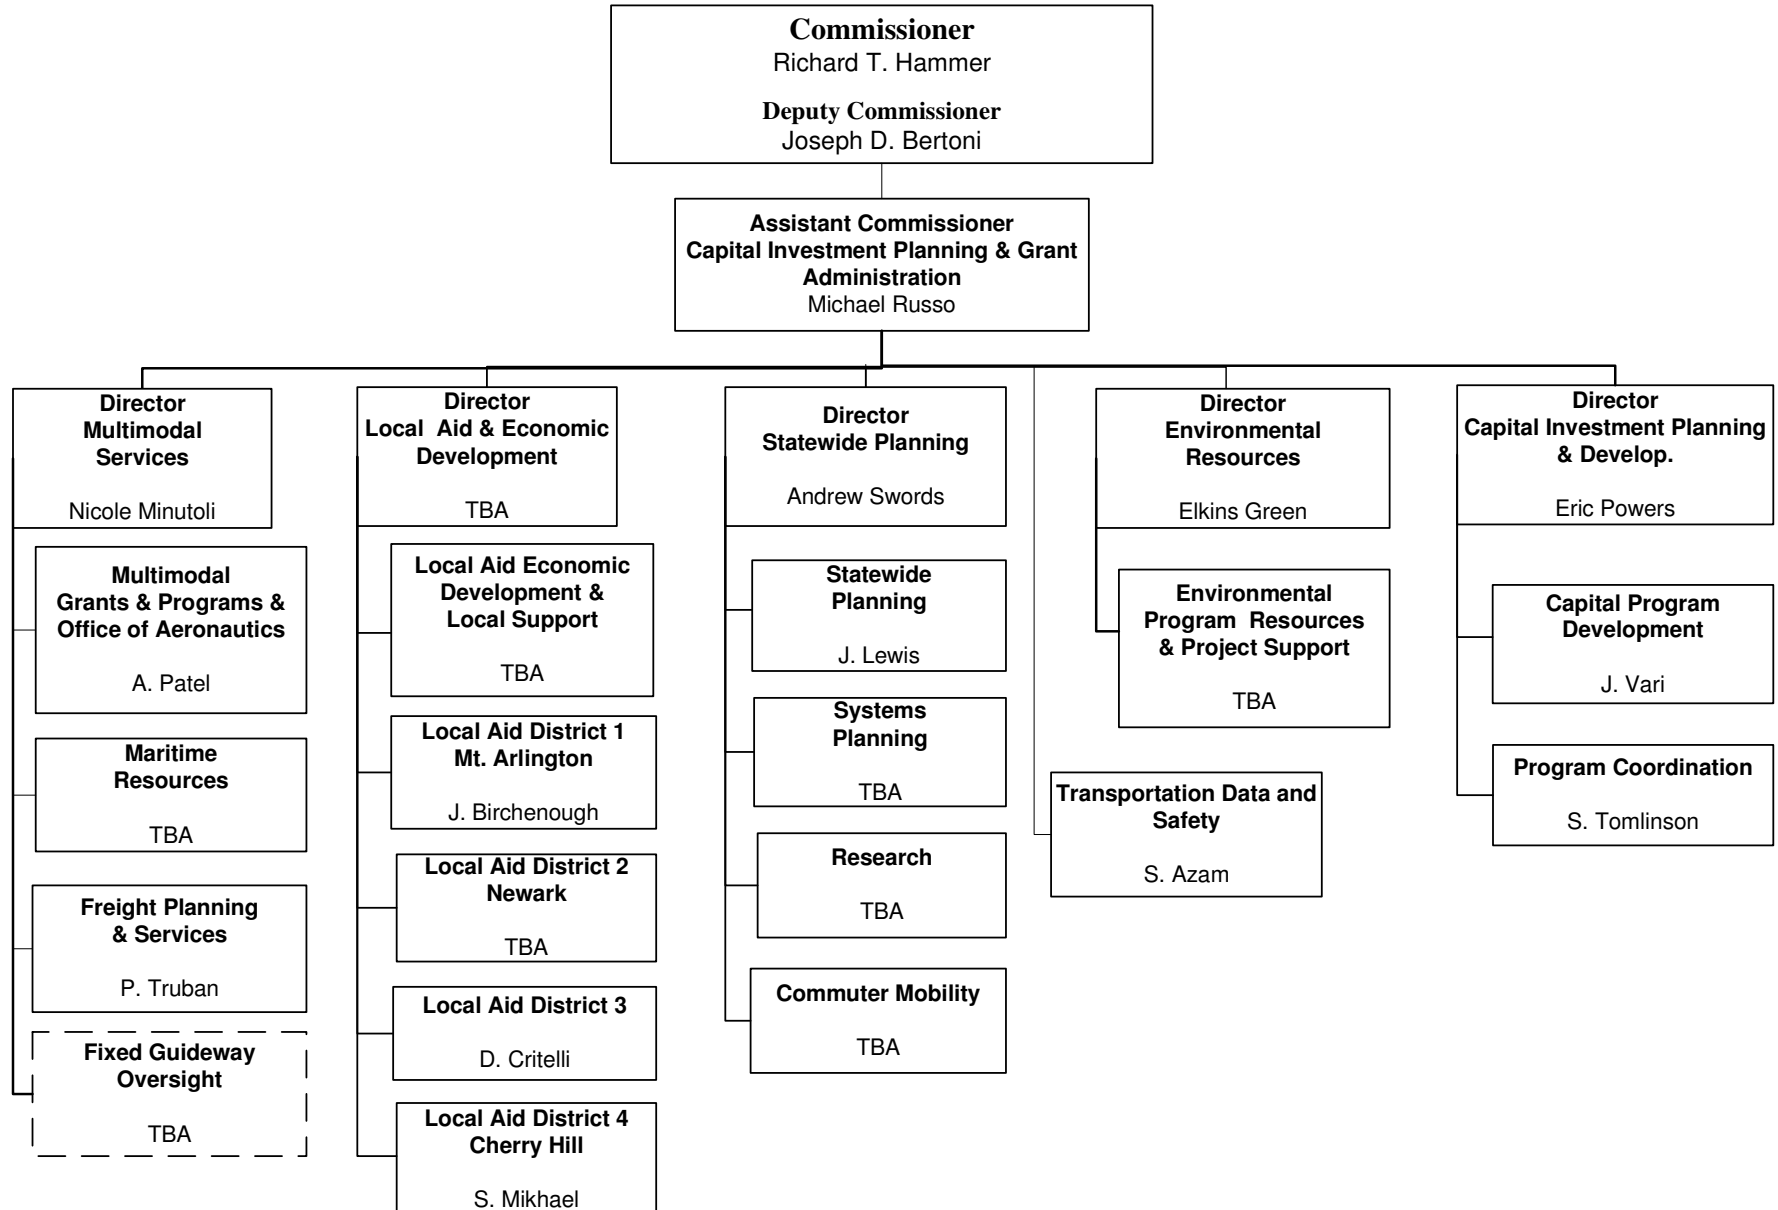 Commissioner
Richard T. Hammer
Deputy Commissioner
Joseph D. Bertoni
Assistant Commissioner
Capital Investment Planning & Grant
Administration
Michael Russo
Director
Multimodal
Services
Nicole Minutoli
Multimodal
Grants & Programs &
Office of Aeronautics
A. Patel
Maritime
Resources
TBA
Freight Planning
& Services
P. Truban
Fixed Guideway
Oversight
TBA
Director
Local Aid & Economic
Development
TBA
Local Aid Economic
Development &
Local Support
TBA
Local Aid District 1
Mt. Arlington
J. Birchenough
Local Aid District 2
Newark
TBA
Local Aid District 3
D. Critelli
Local Aid District 4
Cherry Hill
S. Mikhael
Director
Statewide Planning
Andrew Swords
Statewide
Planning
J. Lewis
Systems
Planning
TBA
Research
TBA
Commuter Mobility
TBA
Director
Environmental
Resources
Elkins Green
Environmental
Program Resources
& Project Support
TBA
Transportation Data and
Safety
S. Azam
Director
Capital Investment Planning
& Develop.
Eric Powers
Capital Program
Development
J. Vari
Program Coordination
S. Tomlinson